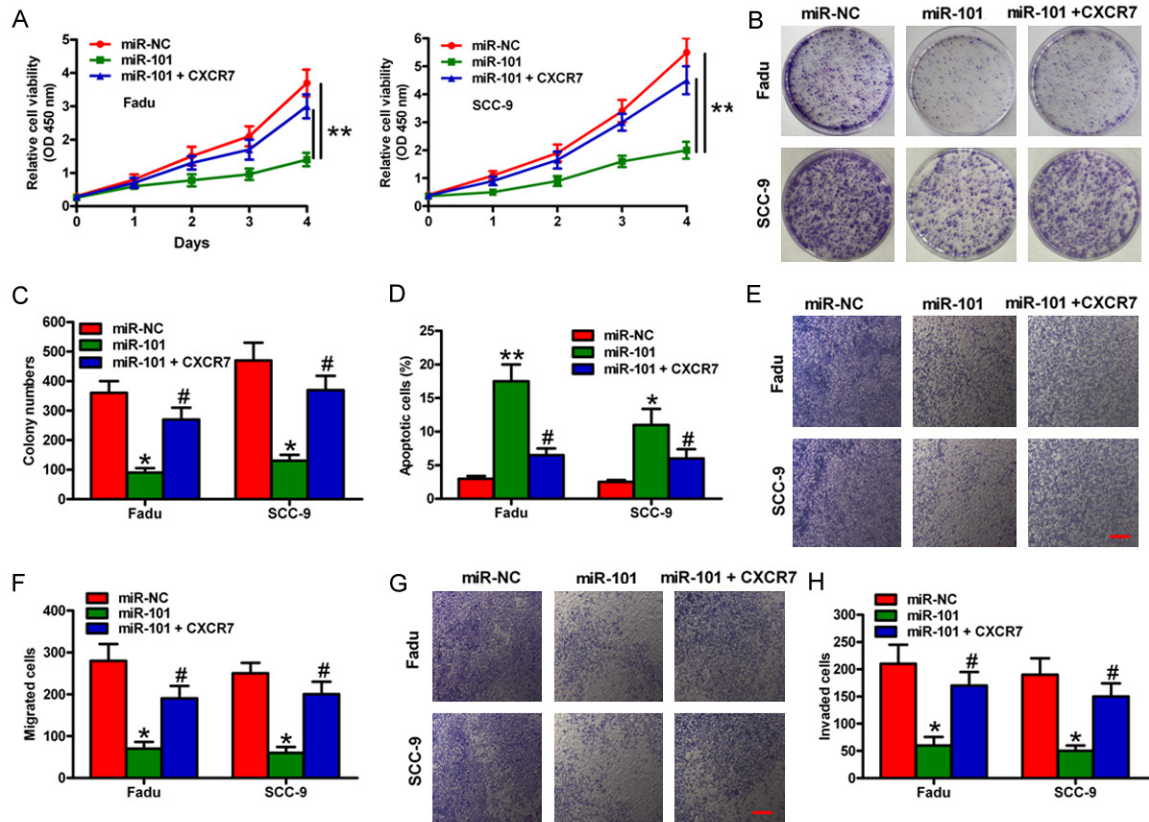 A
Relative cell viability
(OD 450 nm)
6
5
4
3
2
1
0
miR-NC
miR-101
miR-101 + CXCR7
Fadu
**
0 1 2 3 4
Days
Relative cell viability
(OD 450 nm)
6
5
4
3
2
1
0
miR-NC
miR-101
miR-101 + CXCR7
SCC-9
**
0 1 2 3 4
B
miR-NC miR-101 miR-101 +CXCR7
Fadu
SCC-9
C
Colony numbers
600
500
400
300
200
100
0
miR-NC
miR-101
miR-101 + CXCR7
* # * #
Fadu SCC-9
D
Apoptotic cells (%)
25
20
15
10
5
0
miR-NC
miR-101
miR-101 + CXCR7
** # * #
Fadu SCC-9
E
miR-NC miR-101 miR-101 +CXCR7
Fadu
SCC-9
F
Migrated cells
400
300
200
100
0
miR-NC
miR-101
miR-101 + CXCR7
* # * #
Fadu SCC-9
G
miR-NC miR-101 miR-101 + CXCR7
Fadu
SCC-9
H
Invaded cells
250
200
150
100
50
0
miR-NC
miR-101
miR-101 + CXCR7
* # * #
Fadu SCC-9